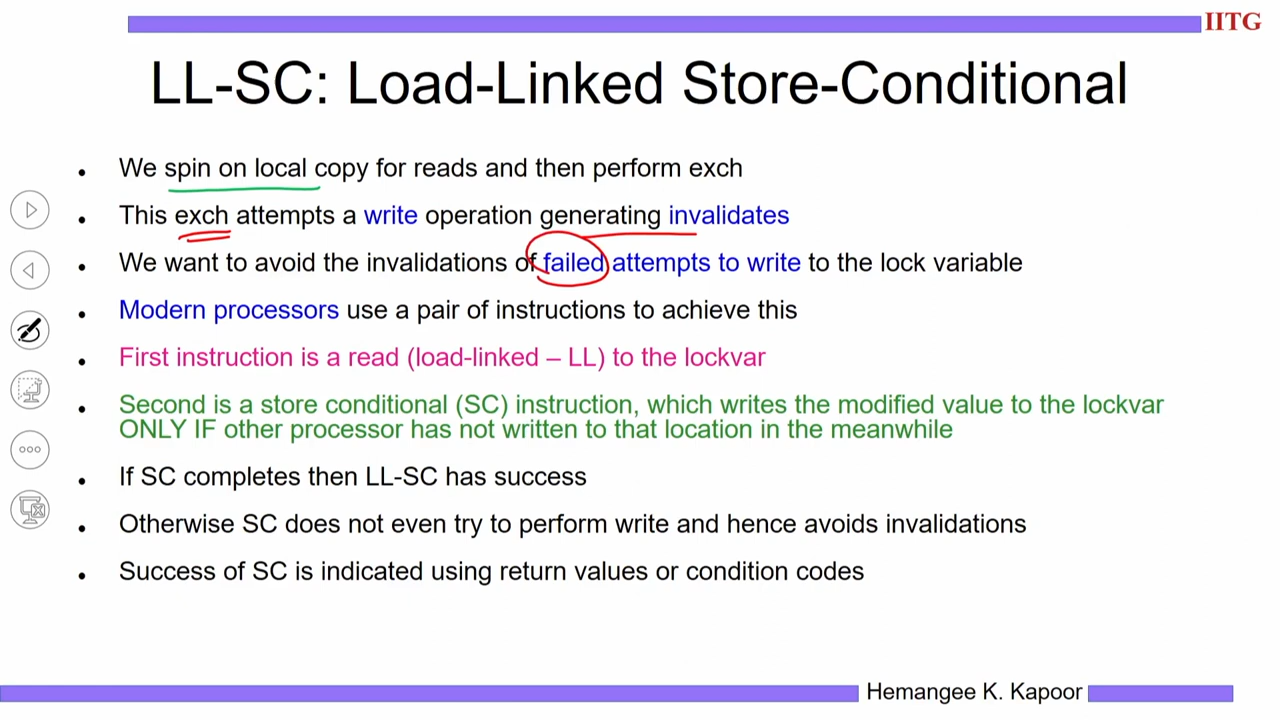 IITG
LL-SC: Load-Linked Store-Conditional
• We spin on local copy for reads and then perform exch
• This exch attempts a write operation generating invalidates
• We want to avoid the invalidations of failed attempts to write to the lock variable
• Modern processors use a pair of instructions to achieve this
• First instruction is a read (load-linked – LL) to the lockvar
• Second is a store conditional (SC) instruction, which writes the modified value to the lockvar
ONLY IF other processor has not written to that location in the meanwhile
• If SC completes then LL-SC has success
• Otherwise SC does not even try to perform write and hence avoids invalidations
• Success of SC is indicated using return values or condition codes
Hemangee K. Kapoor